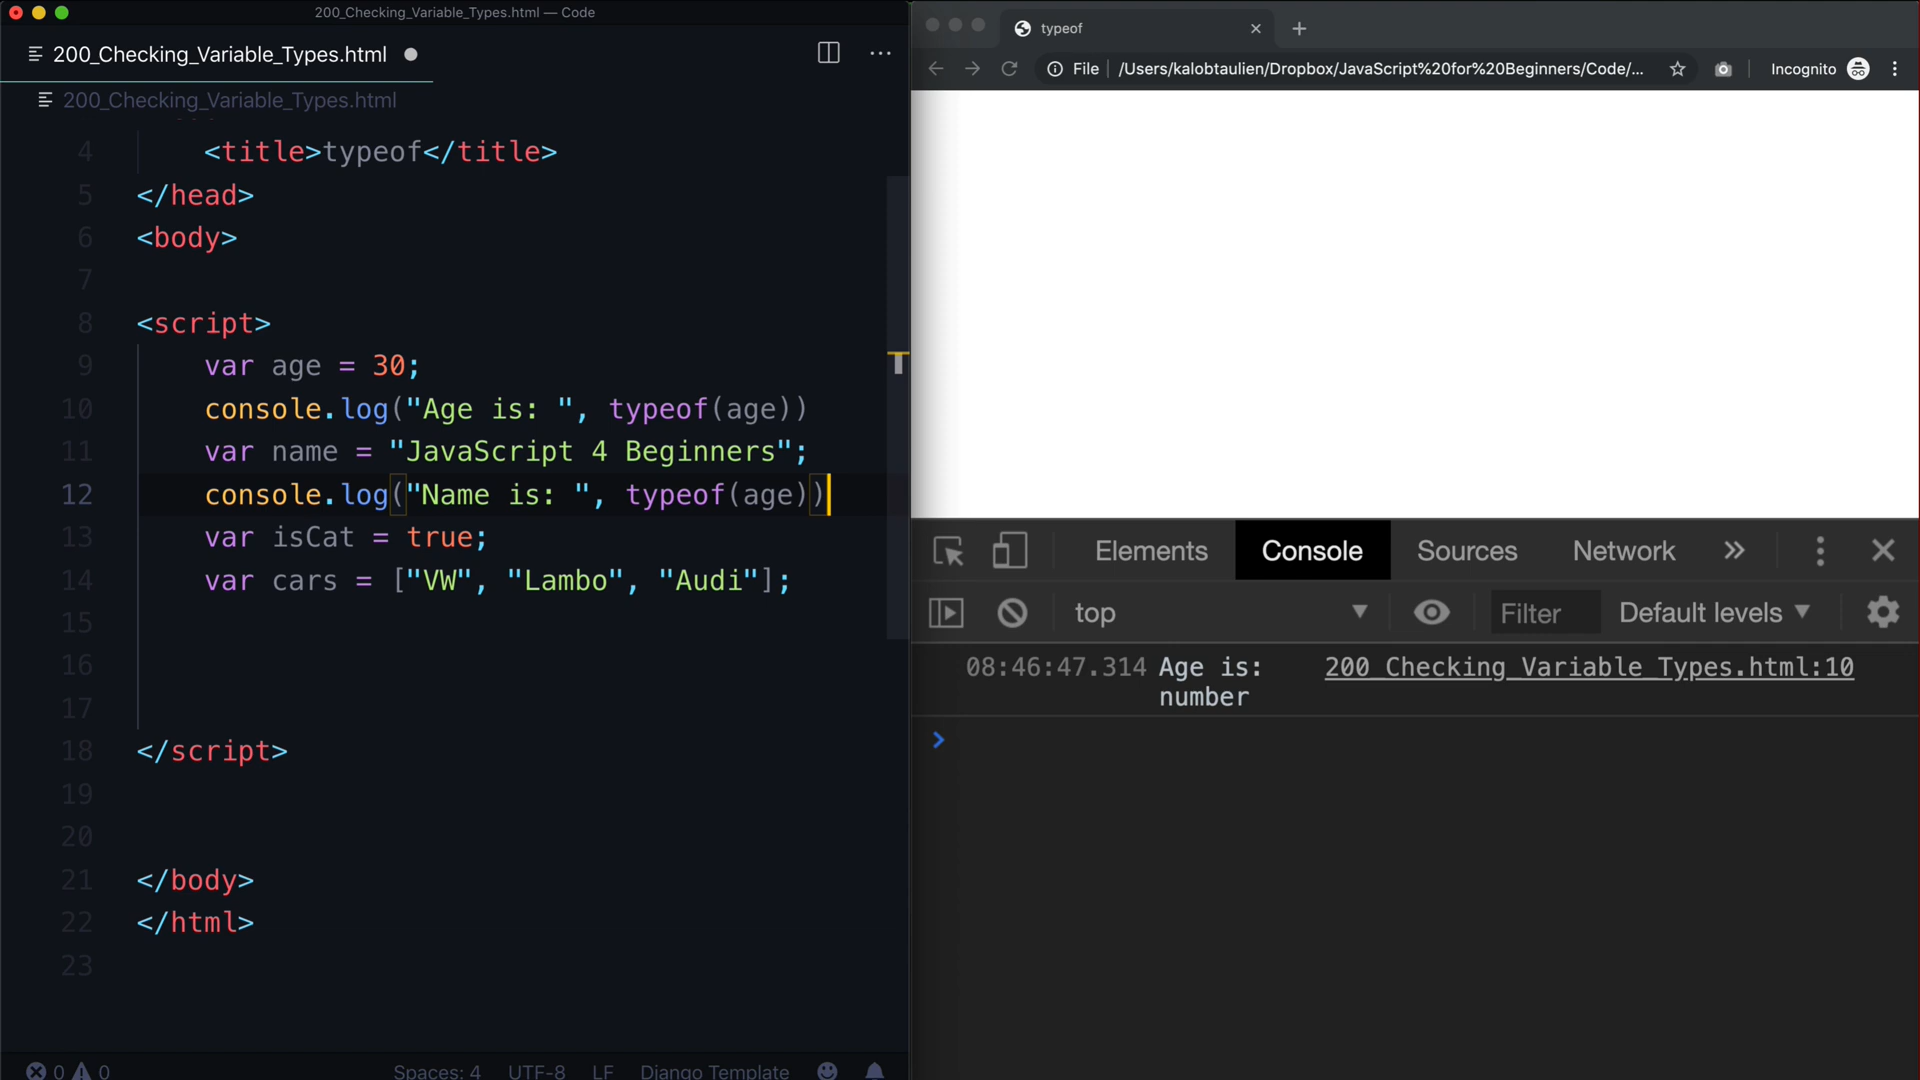 200_Checking_Variable_Types.html — Code
200_Checking_Variable_Types.html
200_Checking_Variable_Types.html
4 <title>typeof</title>
5 </head>
6 <body>
7
8 <script>
9 var age = 30;
10 console.log("Age is: ", typeof(age))
11 var name = "JavaScript 4 Beginners";
12 console.log("Name is: ", typeof(age))
13 var isCat = true;
14 var cars = ["VW", "Lambo", "Audi"];
15
16
17
18 </script>
19
20
21 </body>
22 </html>
23
0 0 Spaces: 4 UTF-8 LF Django Template
typeof
File /Users/kalobtaulien/Dropbox/JavaScript%20for%20Beginners/Code/... Incognito
Elements Console Sources Network
top Filter Default levels
08:46:47.314 Age is: 200_Checking_Variable_Types.html:10
number